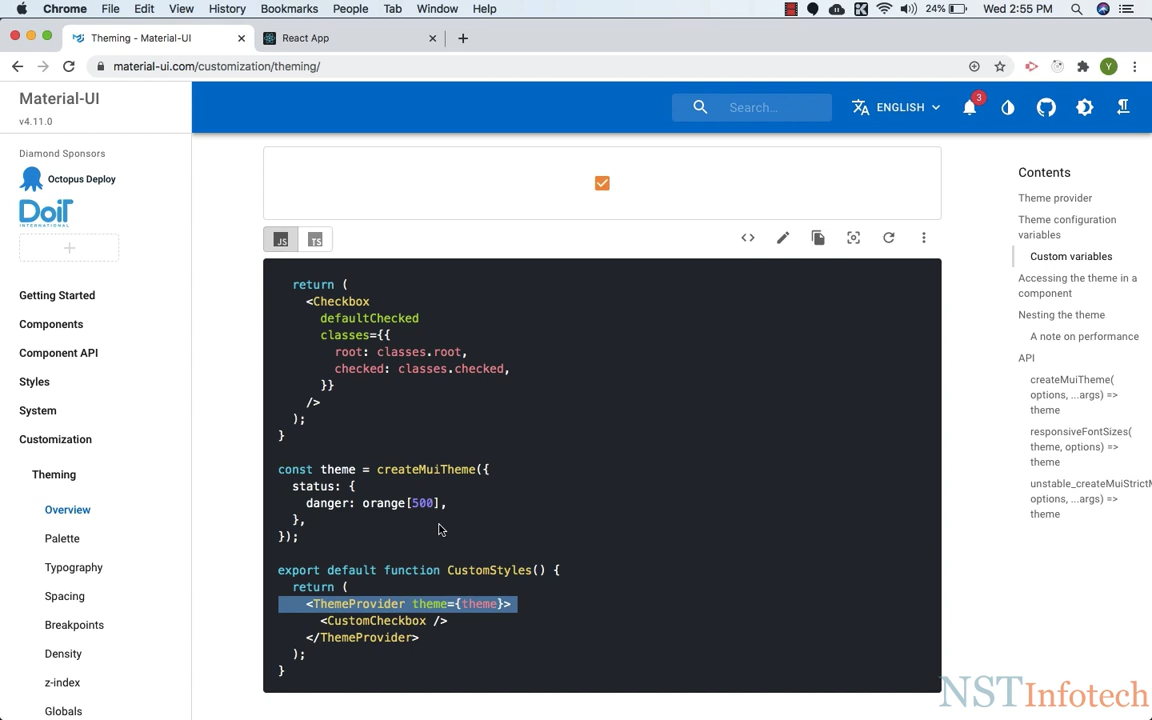 Chrome File Edit View History Bookmarks People Tab Window Help 24% Wed 2:55 PM
Theming - Material-UI React App
material-ui.com/customization/theming/ Y
Material-UI
v4.11.0
Search… ENGLISH 3
Diamond Sponsors
Octopus Deploy
DoiT
INTERNATIONAL
+
Getting Started
Components
Component API
Styles
System
Customization
Theming
Overview
Palette
Typography
Spacing
Breakpoints
Density
z-index
Globals
JS TS
return (
<Checkbox
defaultChecked
classes={{
root: classes.root,
checked: classes.checked,
}}
/>
);
}
const theme = createMuiTheme({
status: {
danger: orange[500],
},
});
export default function CustomStyles() {
return (
<ThemeProvider theme={theme}>
<CustomCheckbox />
</ThemeProvider>
);
}
Contents
Theme provider
Theme configuration
variables
Custom variables
Accessing the theme in a
component
Nesting the theme
A note on performance
API
createMuiTheme(
options, ...args) =>
theme
responsiveFontSizes(
theme, options) =>
theme
unstable_createMuiStrictM
options, ...args) =>
theme
NSTInfotech